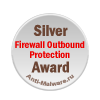 Silver
Firewall Outbound
Protection
Award
Anti-Malware.ru